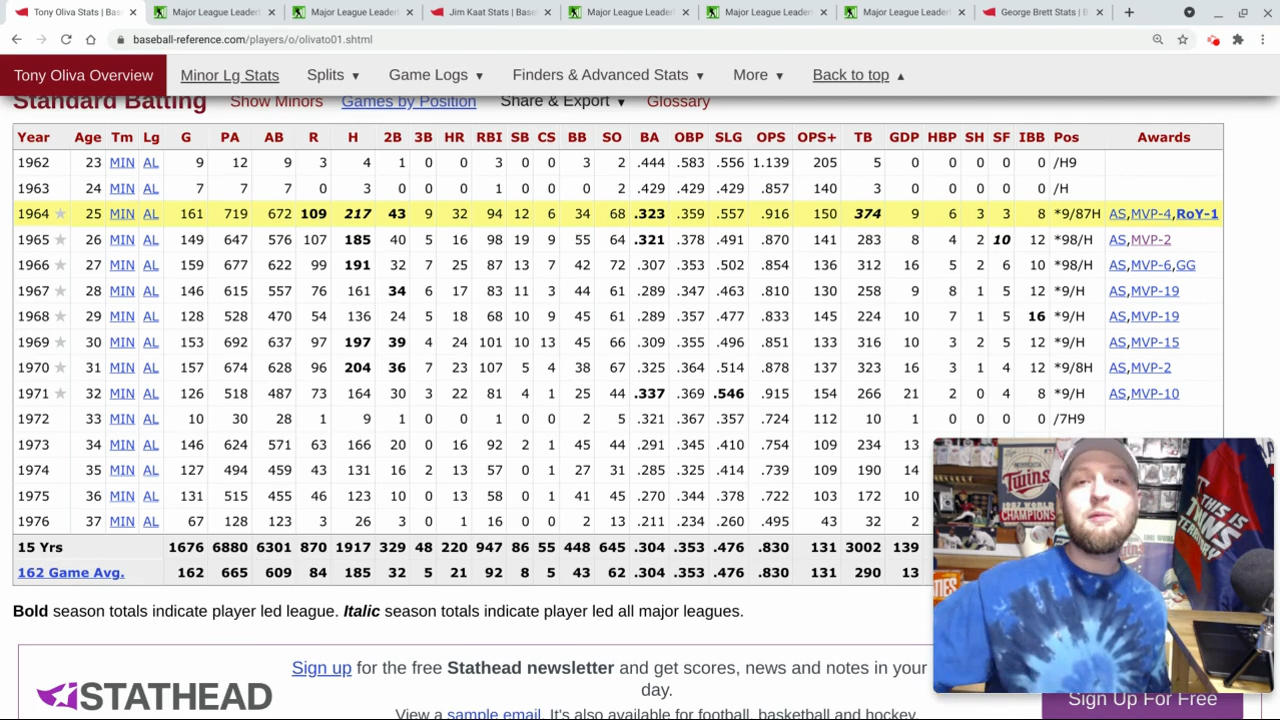 Tony Oliva Stats | Base
Major League Leader
Major League Leader
Jim Kaat Stats | Base
Major League Leader
Major League Leader
Major League Leader
George Brett Stats | B
baseball-reference.com/players/o/olivato01.shtml
Tony Oliva Overview Minor Lg Stats Splits ▼ Game Logs ▼ Finders & Advanced Stats ▼ More ▼ Back to top ▲
Standard Batting Show Minors Games by Position Share & Export ▼ Glossary
Year Age Tm Lg G PA AB R H 2B 3B HR RBI SB CS BB SO BA OBP SLG OPS OPS+ TB GDP HBP SH SF IBB Pos Awards
1962 23 MIN AL 9 12 9 3 4 1 0 0 3 0 0 3 2 .444 .583 .556 1.139 205 5 0 0 0 0 0 /H9
1963 24 MIN AL 7 7 7 0 3 0 0 0 1 0 0 0 2 .429 .429 .429 .857 140 3 0 0 0 0 0 /H
1964 ★ 25 MIN AL 161 719 672 109 217 43 9 32 94 12 6 34 68 .323 .359 .557 .916 150 374 9 6 3 3 8 *9/87H AS,MVP-4,RoY-1
1965 ★ 26 MIN AL 149 647 576 107 185 40 5 16 98 19 9 55 64 .321 .378 .491 .870 141 283 8 4 2 10 12 *98/H AS,MVP-2
1966 ★ 27 MIN AL 159 677 622 99 191 32 7 25 87 13 7 42 72 .307 .353 .502 .854 136 312 16 5 2 6 10 *98/H AS,MVP-6,GG
1967 ★ 28 MIN AL 146 615 557 76 161 34 6 17 83 11 3 44 61 .289 .347 .463 .810 130 258 9 8 1 5 12 *9/H AS,MVP-19
1968 ★ 29 MIN AL 128 528 470 54 136 24 5 18 68 10 9 45 61 .289 .357 .477 .833 145 224 10 7 1 5 16 *9/H AS,MVP-19
1969 ★ 30 MIN AL 153 692 637 97 197 39 4 24 101 10 13 45 66 .309 .355 .496 .851 133 316 10 3 2 5 12 *9/H AS,MVP-15
1970 ★ 31 MIN AL 157 674 628 96 204 36 7 23 107 5 4 38 67 .325 .364 .514 .878 137 323 16 3 1 4 12 *9/8H AS,MVP-2
1971 ★ 32 MIN AL 126 518 487 73 164 30 3 22 81 4 1 25 44 .337 .369 .546 .915 154 266 21 2 0 4 8 *9/H AS,MVP-10
1972 33 MIN AL 10 30 28 1 9 1 0 0 1 0 0 2 5 .321 .367 .357 .724 112 10 1 0 0 0 0 /7H9
1973 34 MIN AL 146 624 571 63 166 20 0 16 92 2 1 45 44 .291 .345 .410 .754 109 234 13
1974 35 MIN AL 127 494 459 43 131 16 2 13 57 0 1 27 31 .285 .325 .414 .739 109 190 14
1975 36 MIN AL 131 515 455 46 123 10 0 13 58 0 1 41 45 .270 .344 .378 .722 103 172 10
1976 37 MIN AL 67 128 123 3 26 3 0 1 16 0 0 2 13 .211 .234 .260 .495 43 32 2
15 Yrs 1676 6880 6301 870 1917 329 48 220 947 86 55 448 645 .304 .353 .476 .830 131 3002 139
162 Game Avg. 162 665 609 84 185 32 5 21 92 8 5 43 62 .304 .353 .476 .830 131 290 13
Bold season totals indicate player led league. Italic season totals indicate player led all major leagues.
STATHEAD
Sign up for the free Stathead newsletter and get scores, news and notes in your
day.
View a sample email. It's also available for football, basketball and hockey.
Sign Up For Free
MINNESOTA
Twins
1987 WORLD
CHAMPIONS
THIS IS
TWINS
TERRITORY